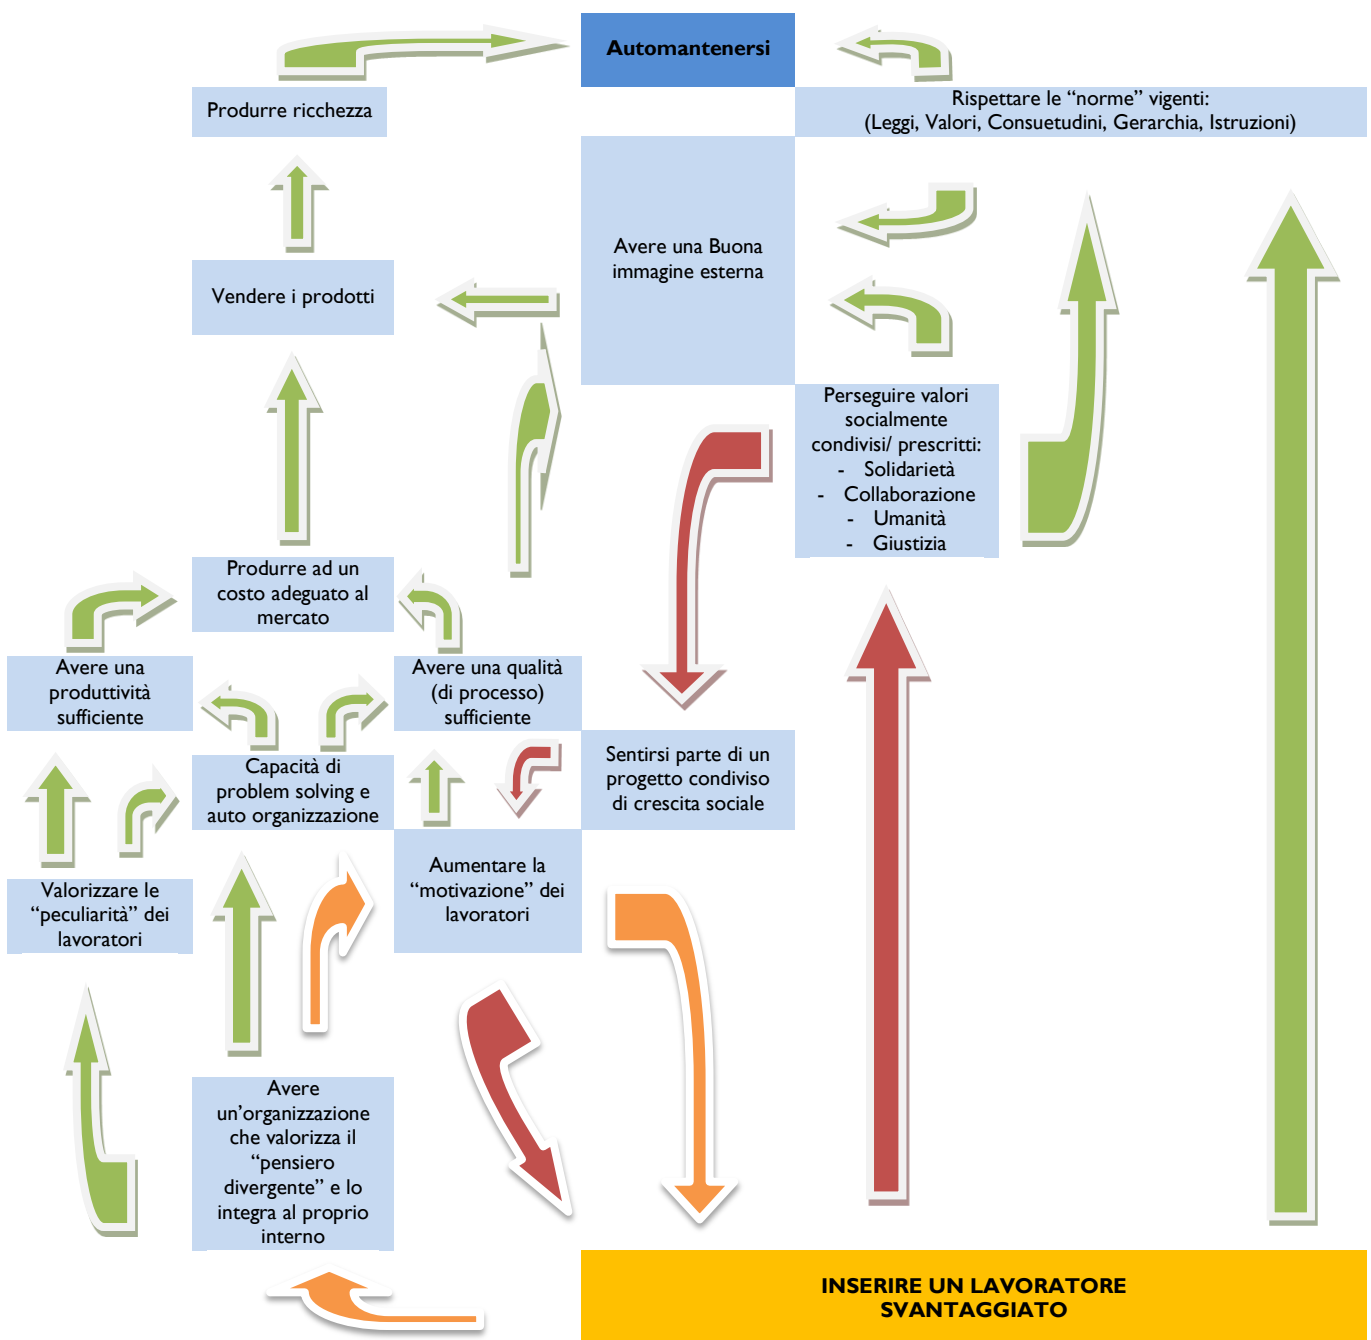 Automantenersi
Produrre ricchezza
Rispettare le “norme” vigenti:
(Leggi, Valori, Consuetudini, Gerarchia, Istruzioni)
Avere una Buona
immagine esterna
Vendere i prodotti
Perseguire valori
socialmente
condivisi/ prescritti:
- Solidarietà
- Collaborazione
- Umanità
- Giustizia
Produrre ad un
costo adeguato al
mercato
Avere una
produttività
sufficiente
Avere una qualità
(di processo)
sufficiente
Capacità di
problem solving e
auto organizzazione
Sentirsi parte di un
progetto condiviso
di crescita sociale
Valorizzare le
“peculiarità” dei
lavoratori
Aumentare la
“motivazione” dei
lavoratori
Avere
un’organizzazione
che valorizza il
“pensiero
divergente” e lo
integra al proprio
interno
INSERIRE UN LAVORATORE
SVANTAGGIATO